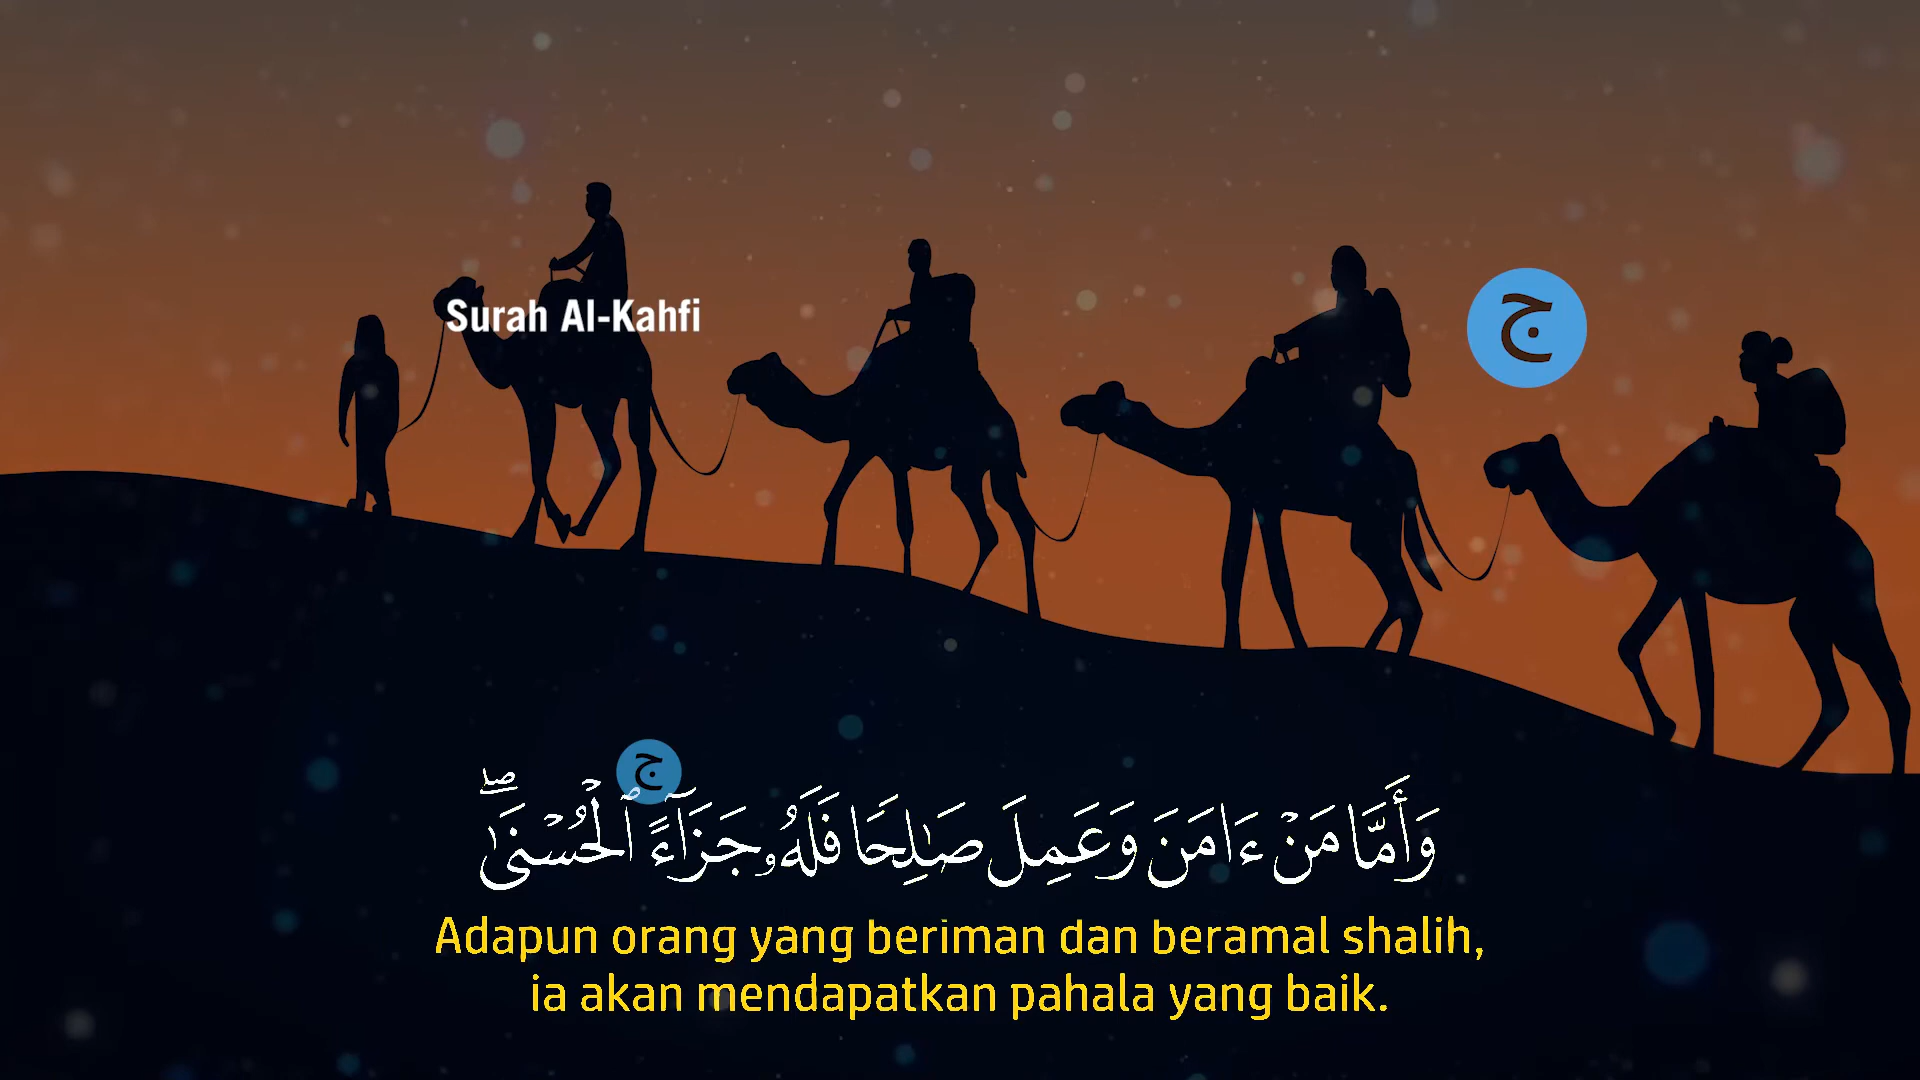 Surah Al-Kahfi
ج
ج
وَأَمَّا مَنْ ءَامَنَ وَعَمِلَ صَـٰلِحًا فَلَهُۥ جَزَآءً ٱلْحُسْنَىٰ ۖ
Adapun orang yang beriman dan beramal shalih,
ia akan mendapatkan pahala yang baik.